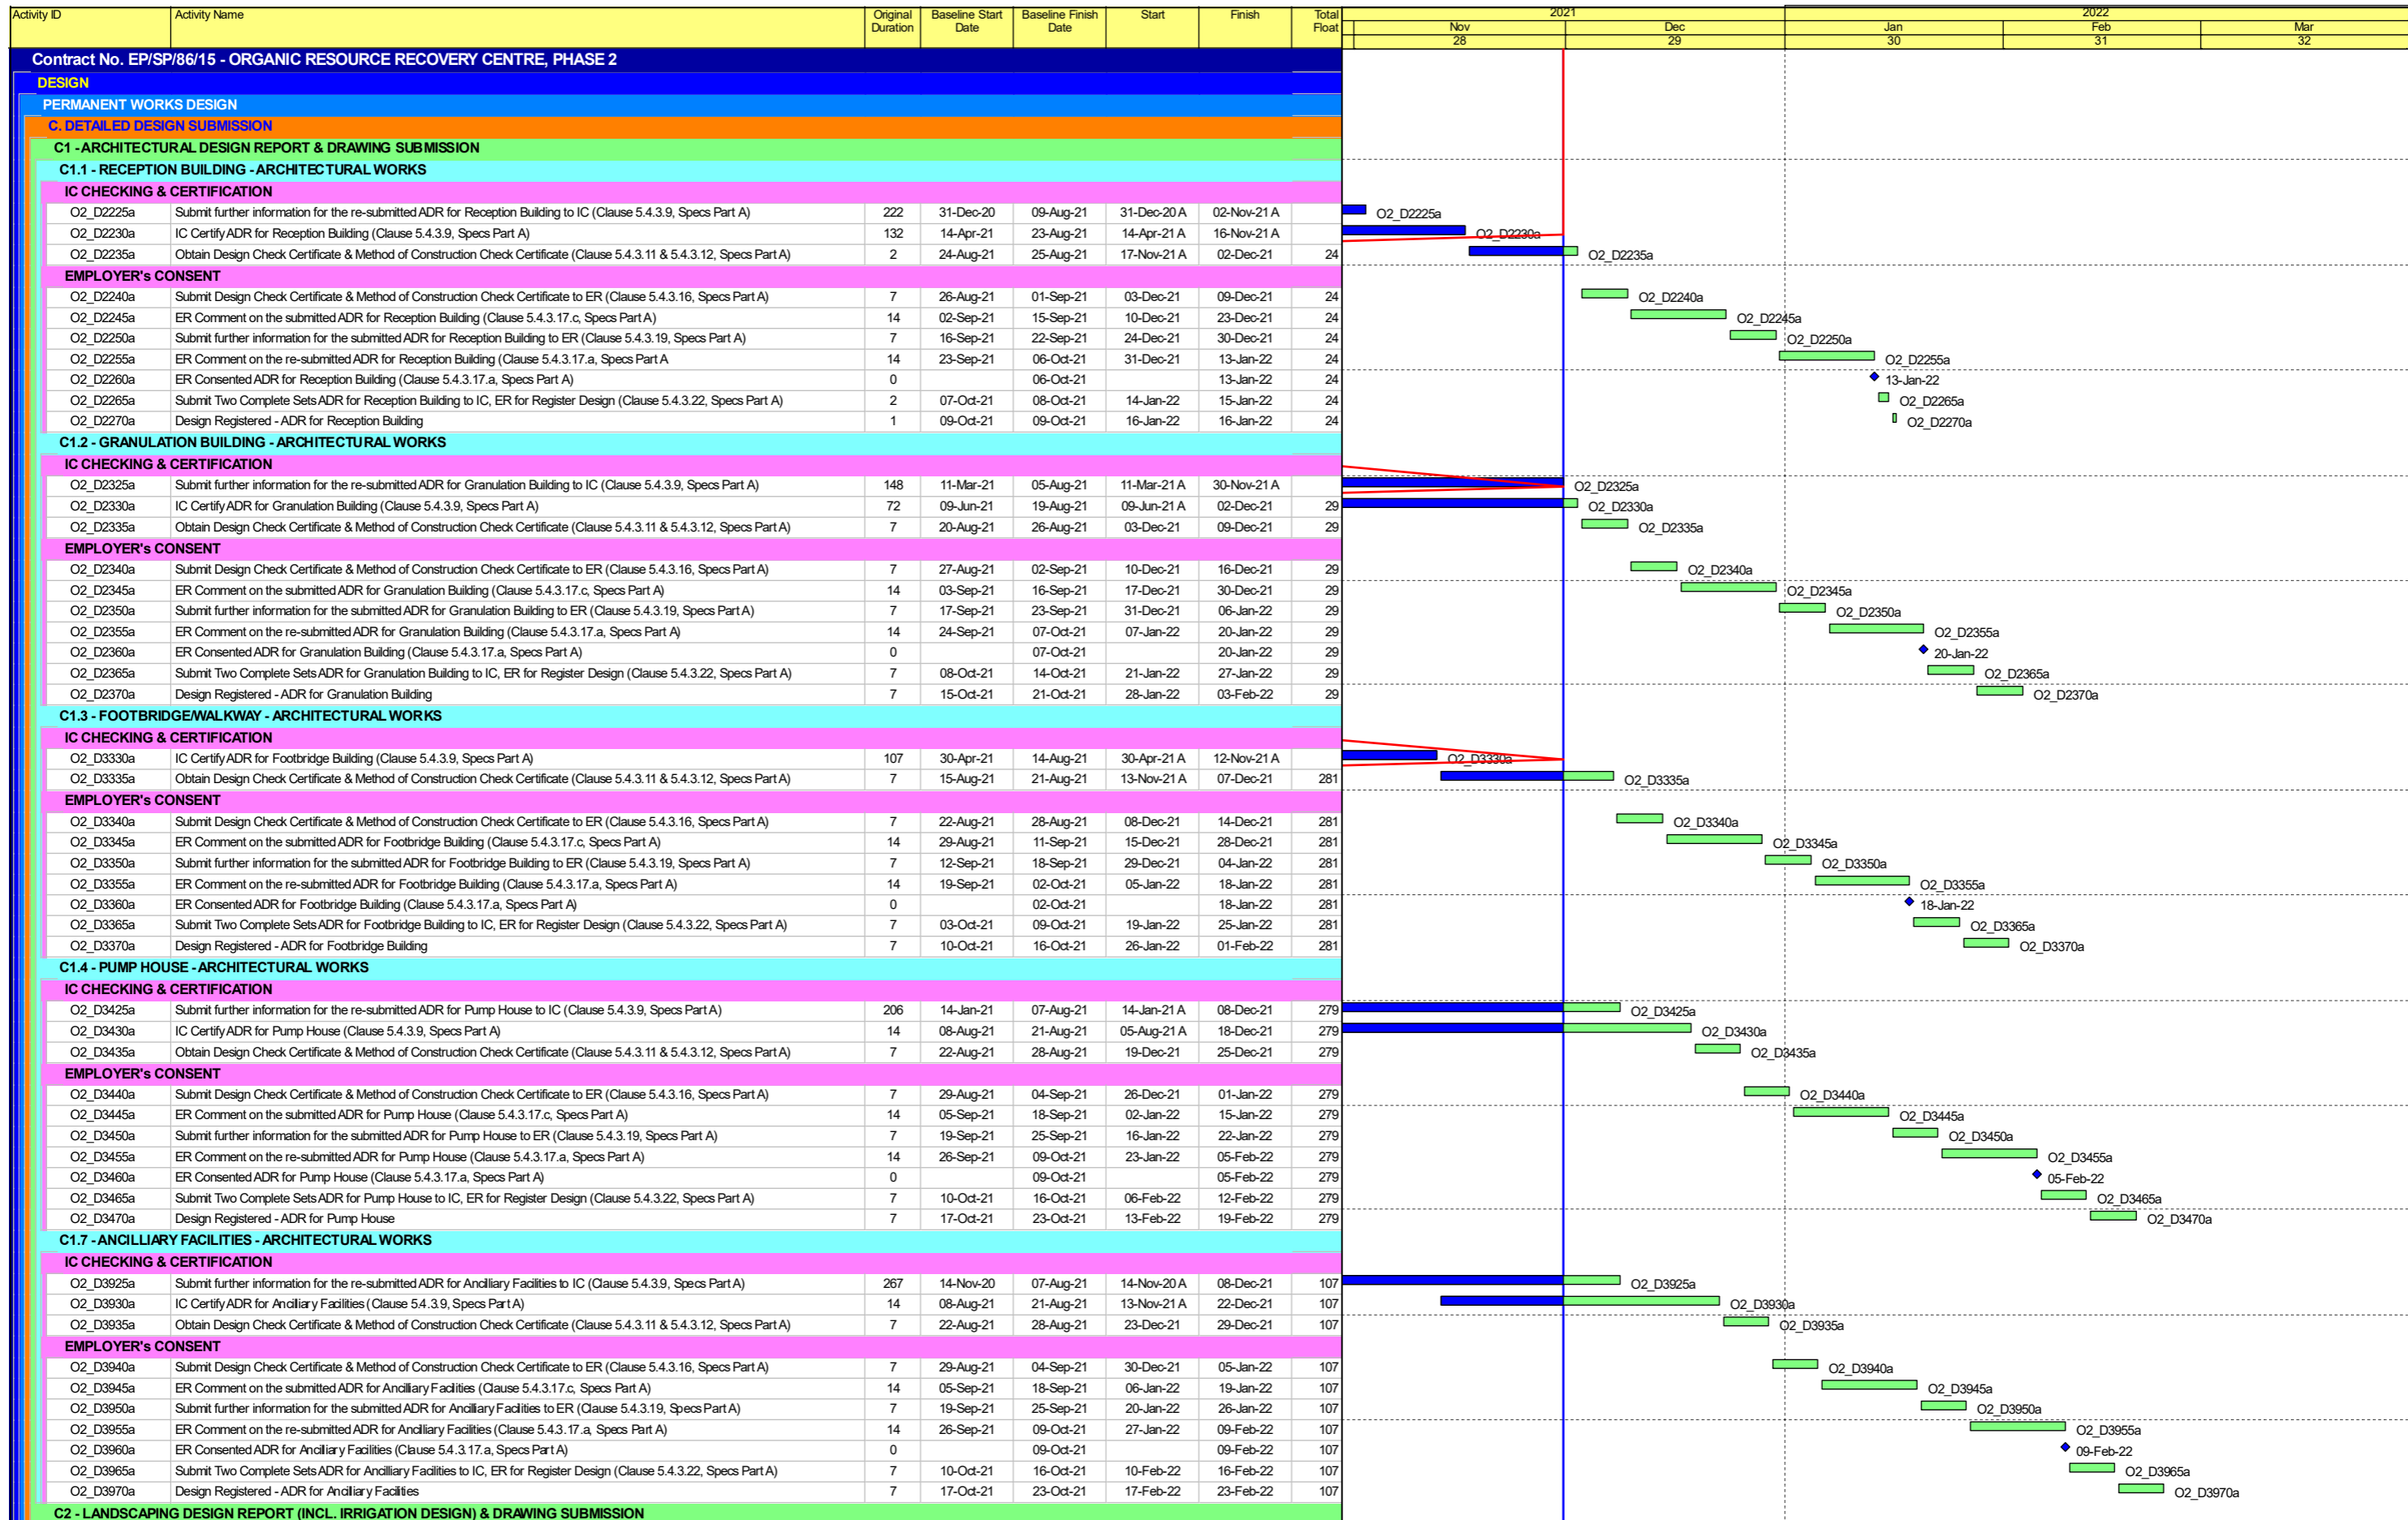 Activity ID Activity Name Original Duration Baseline Start Date Baseline Finish Date Start Finish Total Float 2021 2022
Nov Dec Jan Feb Mar
28 29 30 31 32
Contract No. EP/SP/86/15 - ORGANIC RESOURCE RECOVERY CENTRE, PHASE 2
DESIGN
PERMANENT WORKS DESIGN
C. DETAILED DESIGN SUBMISSION
C1 - ARCHITECTURAL DESIGN REPORT & DRAWING SUBMISSION
C1.1 - RECEPTION BUILDING - ARCHITECTURAL WORKS
IC CHECKING & CERTIFICATION
O2_D2225a Submit further information for the re-submitted ADR for Reception Building to IC (Clause 5.4.3.9, Specs Part A) 222 31-Dec-20 09-Aug-21 31-Dec-20 A 02-Nov-21 A O2_D2225a
O2_D2230a IC Certify ADR for Reception Building (Clause 5.4.3.9, Specs Part A) 132 14-Apr-21 23-Aug-21 14-Apr-21 A 16-Nov-21 A O2_D2230a
O2_D2235a Obtain Design Check Certificate & Method of Construction Check Certificate (Clause 5.4.3.11 & 5.4.3.12, Specs Part A) 2 24-Aug-21 25-Aug-21 17-Nov-21 A 02-Dec-21 24 O2_D2235a
EMPLOYER's CONSENT
O2_D2240a Submit Design Check Certificate & Method of Construction Check Certificate to ER (Clause 5.4.3.16, Specs Part A) 7 26-Aug-21 01-Sep-21 03-Dec-21 09-Dec-21 24 O2_D2240a
O2_D2245a ER Comment on the submitted ADR for Reception Building (Clause 5.4.3.17.c, Specs Part A) 14 02-Sep-21 15-Sep-21 10-Dec-21 23-Dec-21 24 O2_D2245a
O2_D2250a Submit further information for the submitted ADR for Reception Building to ER (Clause 5.4.3.19, Specs Part A) 7 16-Sep-21 22-Sep-21 24-Dec-21 30-Dec-21 24 O2_D2250a
O2_D2255a ER Comment on the re-submitted ADR for Reception Building (Clause 5.4.3.17.a, Specs Part A 14 23-Sep-21 06-Oct-21 31-Dec-21 13-Jan-22 24 O2_D2255a
O2_D2260a ER Consented ADR for Reception Building (Clause 5.4.3.17.a, Specs Part A) 0 06-Oct-21 13-Jan-22 24 13-Jan-22
O2_D2265a Submit Two Complete Sets ADR for Reception Building to IC, ER for Register Design (Clause 5.4.3.22, Specs Part A) 2 07-Oct-21 08-Oct-21 14-Jan-22 15-Jan-22 24 O2_D2265a
O2_D2270a Design Registered - ADR for Reception Building 1 09-Oct-21 09-Oct-21 16-Jan-22 16-Jan-22 24 O2_D2270a
C1.2 - GRANULATION BUILDING - ARCHITECTURAL WORKS
IC CHECKING & CERTIFICATION
O2_D2325a Submit further information for the re-submitted ADR for Granulation Building to IC (Clause 5.4.3.9, Specs Part A) 148 11-Mar-21 05-Aug-21 11-Mar-21 A 30-Nov-21 A O2_D2325a
O2_D2330a IC Certify ADR for Granulation Building (Clause 5.4.3.9, Specs Part A) 72 09-Jun-21 19-Aug-21 09-Jun-21 A 02-Dec-21 29 O2_D2330a
O2_D2335a Obtain Design Check Certificate & Method of Construction Check Certificate (Clause 5.4.3.11 & 5.4.3.12, Specs Part A) 7 20-Aug-21 26-Aug-21 03-Dec-21 09-Dec-21 29 O2_D2335a
EMPLOYER's CONSENT
O2_D2340a Submit Design Check Certificate & Method of Construction Check Certificate to ER (Clause 5.4.3.16, Specs Part A) 7 27-Aug-21 02-Sep-21 10-Dec-21 16-Dec-21 29 O2_D2340a
O2_D2345a ER Comment on the submitted ADR for Granulation Building (Clause 5.4.3.17.c, Specs Part A) 14 03-Sep-21 16-Sep-21 17-Dec-21 30-Dec-21 29 O2_D2345a
O2_D2350a Submit further information for the submitted ADR for Granulation Building to ER (Clause 5.4.3.19, Specs Part A) 7 17-Sep-21 23-Sep-21 31-Dec-21 06-Jan-22 29 O2_D2350a
O2_D2355a ER Comment on the re-submitted ADR for Granulation Building (Clause 5.4.3.17.a, Specs Part A) 14 24-Sep-21 07-Oct-21 07-Jan-22 20-Jan-22 29 O2_D2355a
O2_D2360a ER Consented ADR for Granulation Building (Clause 5.4.3.17.a, Specs Part A) 0 07-Oct-21 20-Jan-22 29 20-Jan-22
O2_D2365a Submit Two Complete Sets ADR for Granulation Building to IC, ER for Register Design (Clause 5.4.3.22, Specs Part A) 7 08-Oct-21 14-Oct-21 21-Jan-22 27-Jan-22 29 O2_D2365a
O2_D2370a Design Registered - ADR for Granulation Building 7 15-Oct-21 21-Oct-21 28-Jan-22 03-Feb-22 29 O2_D2370a
C1.3 - FOOTBRIDGE/WALKWAY - ARCHITECTURAL WORKS
IC CHECKING & CERTIFICATION
O2_D3330a IC Certify ADR for Footbridge Building (Clause 5.4.3.9, Specs Part A) 107 30-Apr-21 14-Aug-21 30-Apr-21 A 12-Nov-21 A O2_D3330a
O2_D3335a Obtain Design Check Certificate & Method of Construction Check Certificate (Clause 5.4.3.11 & 5.4.3.12, Specs Part A) 7 15-Aug-21 21-Aug-21 13-Nov-21 A 07-Dec-21 281 O2_D3335a
EMPLOYER's CONSENT
O2_D3340a Submit Design Check Certificate & Method of Construction Check Certificate to ER (Clause 5.4.3.16, Specs Part A) 7 22-Aug-21 28-Aug-21 08-Dec-21 14-Dec-21 281 O2_D3340a
O2_D3345a ER Comment on the submitted ADR for Footbridge Building (Clause 5.4.3.17.c, Specs Part A) 14 29-Aug-21 11-Sep-21 15-Dec-21 28-Dec-21 281 O2_D3345a
O2_D3350a Submit further information for the submitted ADR for Footbridge Building to ER (Clause 5.4.3.19, Specs Part A) 7 12-Sep-21 18-Sep-21 29-Dec-21 04-Jan-22 281 O2_D3350a
O2_D3355a ER Comment on the re-submitted ADR for Footbridge Building (Clause 5.4.3.17.a, Specs Part A) 14 19-Sep-21 02-Oct-21 05-Jan-22 18-Jan-22 281 O2_D3355a
O2_D3360a ER Consented ADR for Footbridge Building (Clause 5.4.3.17.a, Specs Part A) 0 02-Oct-21 18-Jan-22 281 18-Jan-22
O2_D3365a Submit Two Complete Sets ADR for Footbridge Building to IC, ER for Register Design (Clause 5.4.3.22, Specs Part A) 7 03-Oct-21 09-Oct-21 19-Jan-22 25-Jan-22 281 O2_D3365a
O2_D3370a Design Registered - ADR for Footbridge Building 7 10-Oct-21 16-Oct-21 26-Jan-22 01-Feb-22 281 O2_D3370a
C1.4 - PUMP HOUSE - ARCHITECTURAL WORKS
IC CHECKING & CERTIFICATION
O2_D3425a Submit further information for the re-submitted ADR for Pump House to IC (Clause 5.4.3.9, Specs Part A) 206 14-Jan-21 07-Aug-21 14-Jan-21 A 08-Dec-21 279 O2_D3425a
O2_D3430a IC Certify ADR for Pump House (Clause 5.4.3.9, Specs Part A) 14 08-Aug-21 21-Aug-21 05-Aug-21 A 18-Dec-21 279 O2_D3430a
O2_D3435a Obtain Design Check Certificate & Method of Construction Check Certificate (Clause 5.4.3.11 & 5.4.3.12, Specs Part A) 7 22-Aug-21 28-Aug-21 19-Dec-21 25-Dec-21 279 O2_D3435a
EMPLOYER's CONSENT
O2_D3440a Submit Design Check Certificate & Method of Construction Check Certificate to ER (Clause 5.4.3.16, Specs Part A) 7 29-Aug-21 04-Sep-21 26-Dec-21 01-Jan-22 279 O2_D3440a
O2_D3445a ER Comment on the submitted ADR for Pump House (Clause 5.4.3.17.c, Specs Part A) 14 05-Sep-21 18-Sep-21 02-Jan-22 15-Jan-22 279 O2_D3445a
O2_D3450a Submit further information for the submitted ADR for Pump House to ER (Clause 5.4.3.19, Specs Part A) 7 19-Sep-21 25-Sep-21 16-Jan-22 22-Jan-22 279 O2_D3450a
O2_D3455a ER Comment on the re-submitted ADR for Pump House (Clause 5.4.3.17.a, Specs Part A) 14 26-Sep-21 09-Oct-21 23-Jan-22 05-Feb-22 279 O2_D3455a
O2_D3460a ER Consented ADR for Pump House (Clause 5.4.3.17.a, Specs Part A) 0 09-Oct-21 05-Feb-22 279 05-Feb-22
O2_D3465a Submit Two Complete Sets ADR for Pump House to IC, ER for Register Design (Clause 5.4.3.22, Specs Part A) 7 10-Oct-21 16-Oct-21 06-Feb-22 12-Feb-22 279 O2_D3465a
O2_D3470a Design Registered - ADR for Pump House 7 17-Oct-21 23-Oct-21 13-Feb-22 19-Feb-22 279 O2_D3470a
C1.7 - ANCILLIARY FACILITIES - ARCHITECTURAL WORKS
IC CHECKING & CERTIFICATION
O2_D3925a Submit further information for the re-submitted ADR for Ancilliary Facilities to IC (Clause 5.4.3.9, Specs Part A) 267 14-Nov-20 07-Aug-21 14-Nov-20 A 08-Dec-21 107 O2_D3925a
O2_D3930a IC Certify ADR for Ancilliary Facilities (Clause 5.4.3.9, Specs Part A) 14 08-Aug-21 21-Aug-21 13-Nov-21 A 22-Dec-21 107 O2_D3930a
O2_D3935a Obtain Design Check Certificate & Method of Construction Check Certificate (Clause 5.4.3.11 & 5.4.3.12, Specs Part A) 7 22-Aug-21 28-Aug-21 23-Dec-21 29-Dec-21 107 O2_D3935a
EMPLOYER's CONSENT
O2_D3940a Submit Design Check Certificate & Method of Construction Check Certificate to ER (Clause 5.4.3.16, Specs Part A) 7 29-Aug-21 04-Sep-21 30-Dec-21 05-Jan-22 107 O2_D3940a
O2_D3945a ER Comment on the submitted ADR for Ancilliary Facilities (Clause 5.4.3.17.c, Specs Part A) 14 05-Sep-21 18-Sep-21 06-Jan-22 19-Jan-22 107 O2_D3945a
O2_D3950a Submit further information for the submitted ADR for Ancilliary Facilities to ER (Clause 5.4.3.19, Specs Part A) 7 19-Sep-21 25-Sep-21 20-Jan-22 26-Jan-22 107 O2_D3950a
O2_D3955a ER Comment on the re-submitted ADR for Ancilliary Facilities (Clause 5.4.3.17.a, Specs Part A) 14 26-Sep-21 09-Oct-21 27-Jan-22 09-Feb-22 107 O2_D3955a
O2_D3960a ER Consented ADR for Ancilliary Facilities (Clause 5.4.3.17.a, Specs Part A) 0 09-Oct-21 09-Feb-22 107 09-Feb-22
O2_D3965a Submit Two Complete Sets ADR for Ancilliary Facilities to IC, ER for Register Design (Clause 5.4.3.22, Specs Part A) 7 10-Oct-21 16-Oct-21 10-Feb-22 16-Feb-22 107 O2_D3965a
O2_D3970a Design Registered - ADR for Ancilliary Facilities 7 17-Oct-21 23-Oct-21 17-Feb-22 23-Feb-22 107 O2_D3970a
C2 - LANDSCAPING DESIGN REPORT (INCL. IRRIGATION DESIGN) & DRAWING SUBMISSION